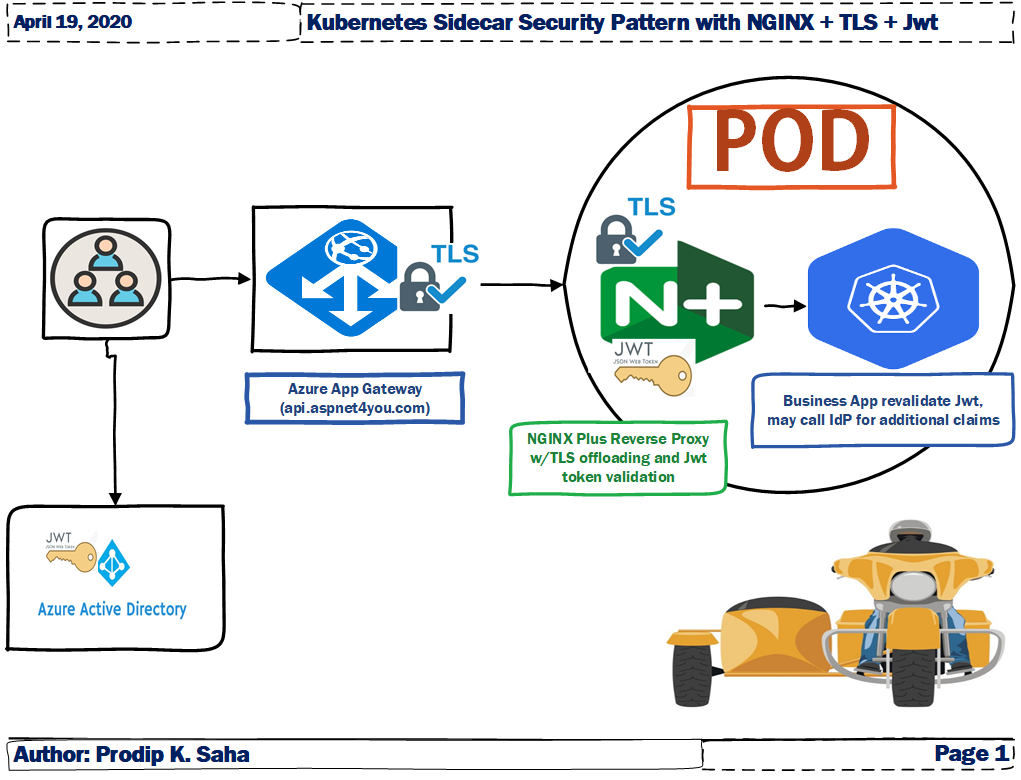 April 19, 2020
Kubernetes Sidecar Security Pattern with NGINX + TLS + Jwt
POD
TLS
TLS
N+
JWT
JSON WEB TOKEN
Azure App Gateway
(api.aspnet4you.com)
Business App revalidate Jwt,
may call IdP for additional claims
NGINX Plus Reverse Proxy
w/TLS offloading and Jwt
token validation
JWT
JSON WEB TOKEN
Azure Active Directory
Author: Prodip K. Saha
Page 1